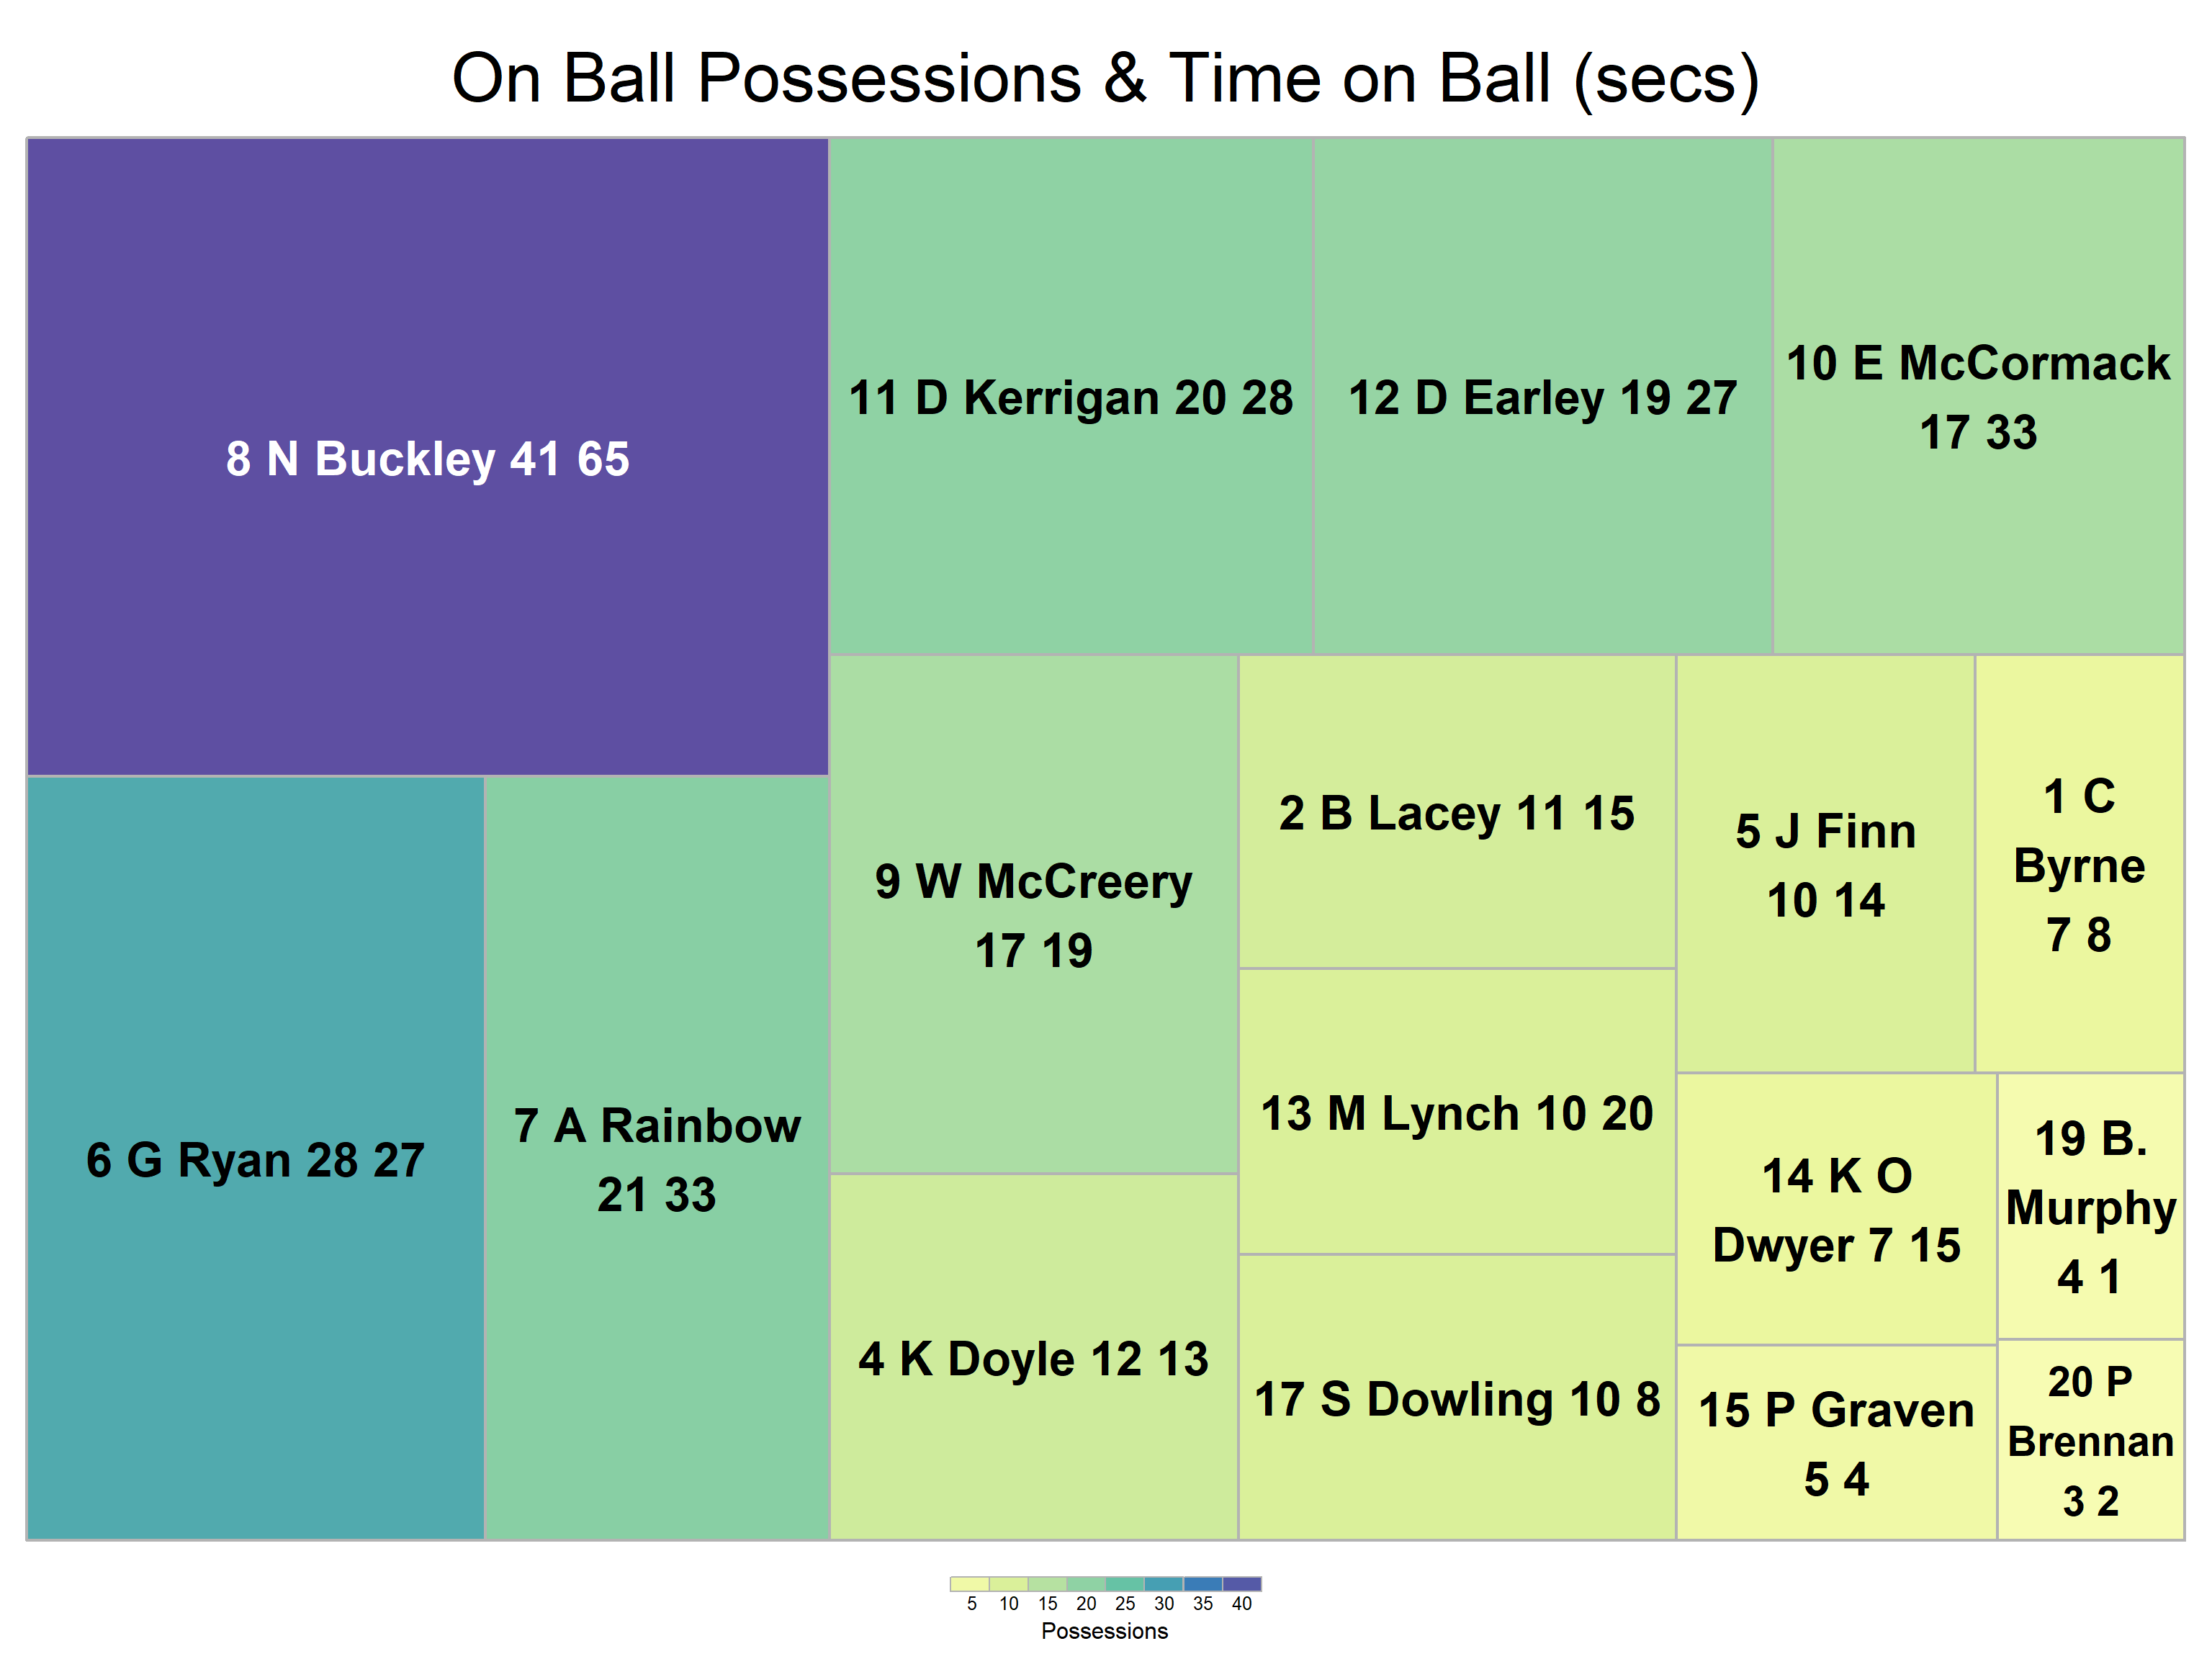 On Ball Possessions & Time on Ball (secs)
8 N Buckley 41 65
11 D Kerrigan 20 28
12 D Earley 19 27
10 E McCormack
17 33
6 G Ryan 28 27
7 A Rainbow
21 33
9 W McCreery
17 19
4 K Doyle 12 13
2 B Lacey 11 15
13 M Lynch 10 20
17 S Dowling 10 8
5 J Finn
10 14
1 C
Byrne
7 8
14 K O
Dwyer 7 15
19 B.
Murphy
4 1
15 P Graven
5 4
20 P
Brennan
3 2
5 10 15 20 25 30 35 40
Possessions